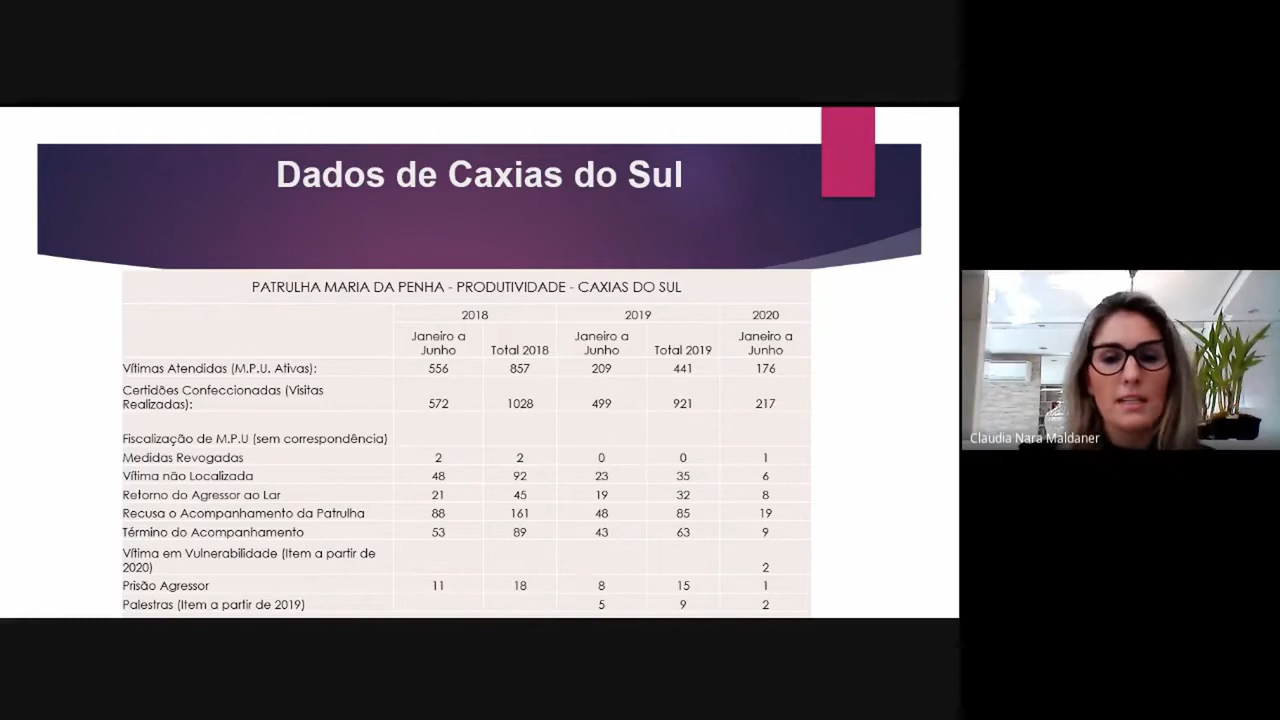 Dados de Caxias do Sul
PATRULHA MARIA DA PENHA - PRODUTIVIDADE - CAXIAS DO SUL
2018 2019 2020
Janeiro a Junho Total 2018 Janeiro a Junho Total 2019 Janeiro a Junho
Vítimas Atendidas (M.P.U. Ativas): 556 857 209 441 176
Certidões Confeccionadas (Visitas
Realizadas): 572 1028 499 921 217
Fiscalização de M.P.U (sem correspondência)
Medidas Revogadas 2 2 0 0 1
Vítima não Localizada 48 92 23 35 6
Retorno do Agressor ao Lar 21 45 19 32 8
Recusa o Acompanhamento da Patrulha 88 161 48 85 19
Término do Acompanhamento 53 89 43 63 9
Vítima em Vulnerabilidade (Item a partir de
2020) 2
Prisão Agressor 11 18 8 15 1
Palestras (Item a partir de 2019) 5 9 2
Claudia Nara Maldaner